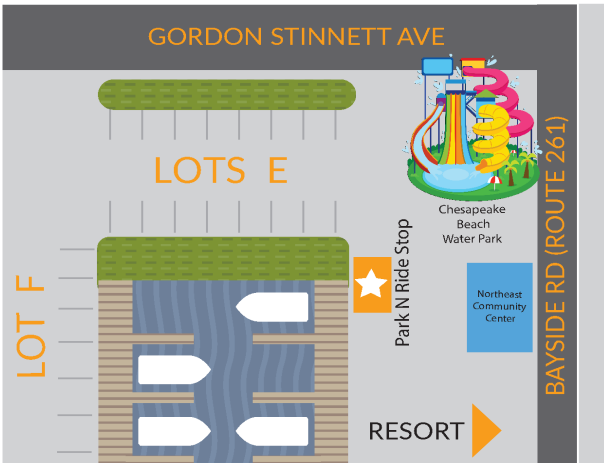 GORDON STINNETT AVE
LOTS E
Chesapeake
Beach
Water Park
BAYSIDE RD (ROUTE 261)
Park N Ride Stop
Northeast
Community
Center
LOT F
RESORT